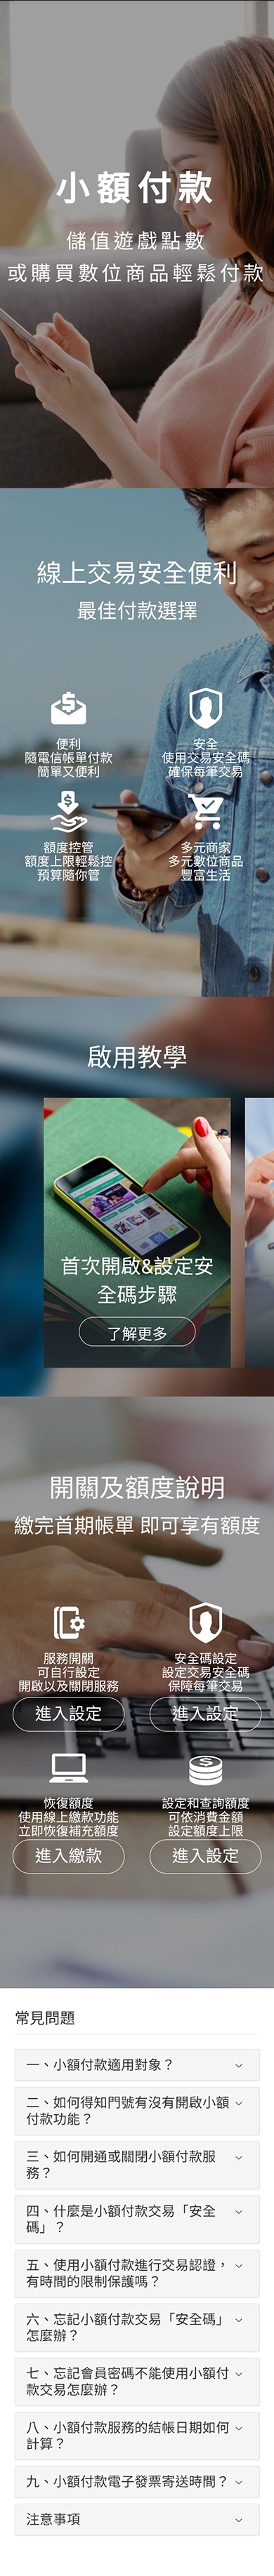 小額付款
儲值遊戲點數
或購買數位商品輕鬆付款
線上交易安全便利
最佳付款選擇
便利
隨電信帳單付款
簡單又便利
安全
使用交易安全碼
確保每筆交易
額度控管
額度上限輕鬆控
預算隨你管
多元商家
多元數位商品
豐富生活
啟用教學
首次開啟&設定安
全碼步驟
了解更多
開關及額度說明
繳完首期帳單 即可享有額度
服務開關
可自行設定
開啟以及關閉服務
進入設定
安全碼設定
設定交易安全碼
保障每筆交易
進入設定
恢復額度
使用線上繳款功能
立即恢復補充額度
進入繳款
設定和查詢額度
可依消費金額
設定額度上限
進入設定
常見問題
一、小額付款適用對象？
二、如何得知門號有沒有開啟小額
付款功能？
三、如何開通或關閉小額付款服
務？
四、什麼是小額付款交易「安全
碼」？
五、使用小額付款進行交易認證，
有時間的限制保護嗎？
六、忘記小額付款交易「安全碼」
怎麼辦？
七、忘記會員密碼不能使用小額付
款交易怎麼辦？
八、小額付款服務的結帳日期如何
計算？
九、小額付款電子發票寄送時間？
注意事項